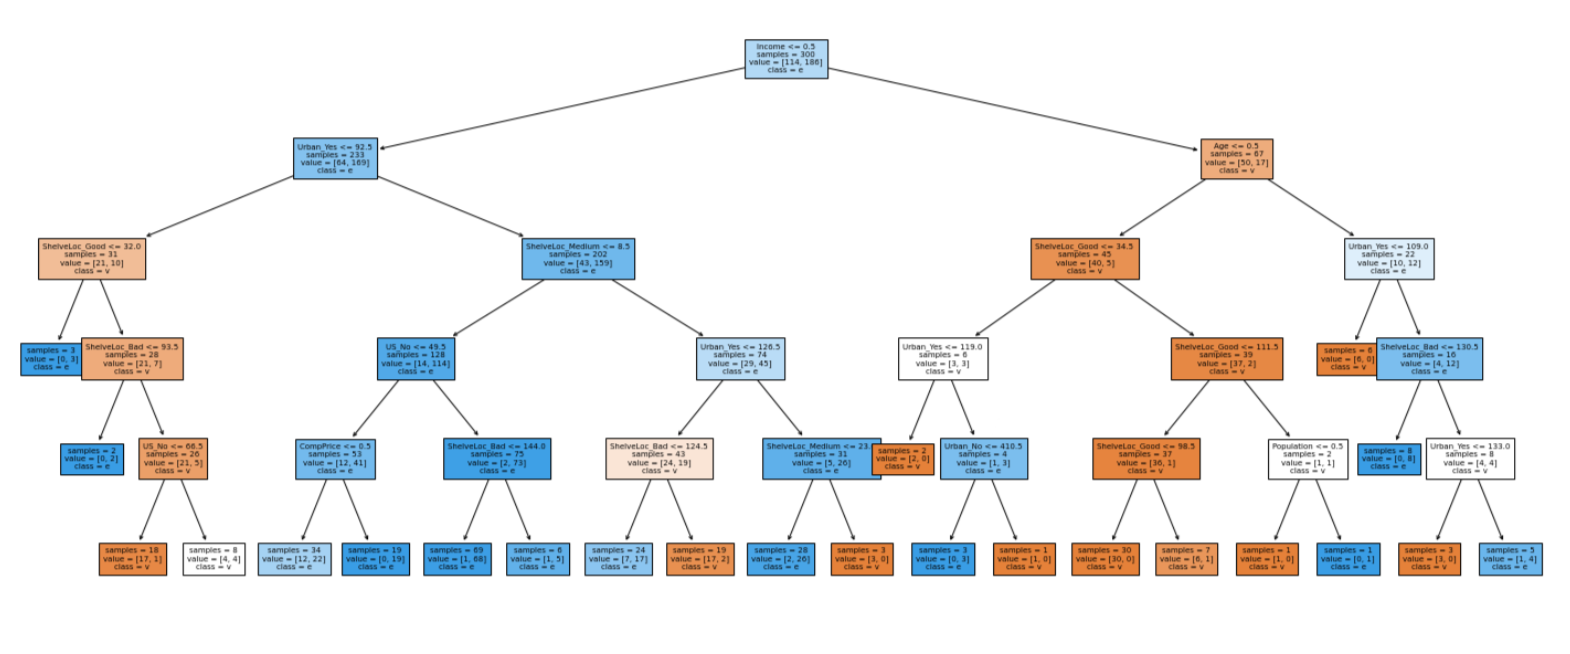 Income <= 0.5
samples = 300
value = [114, 186]
class = e
Urban_Yes <= 92.5
samples = 233
value = [64, 169]
class = e
Age <= 0.5
samples = 67
value = [50, 17]
class = v
ShelveLoc_Good <= 32.0
samples = 31
value = [21, 10]
class = v
ShelveLoc_Medium <= 8.5
samples = 202
value = [43, 159]
class = e
ShelveLoc_Good <= 34.5
samples = 45
value = [40, 5]
class = v
Urban_Yes <= 109.0
samples = 22
value = [10, 12]
class = e
samples = 3
value = [0, 3]
class = e
ShelveLoc_Bad <= 93.5
samples = 28
value = [21, 7]
class = v
US_No <= 49.5
samples = 128
value = [14, 114]
class = e
Urban_Yes <= 126.5
samples = 74
value = [29, 45]
class = e
Urban_Yes <= 119.0
samples = 6
value = [3, 3]
class = v
ShelveLoc_Good <= 111.5
samples = 39
value = [37, 2]
class = v
samples = 6
value = [6, 0]
class = v
ShelveLoc_Bad <= 130.5
samples = 16
value = [4, 12]
class = e
samples = 2
value = [0, 2]
class = e
US_No <= 66.5
samples = 26
value = [21, 5]
class = v
CompPrice <= 0.5
samples = 53
value = [12, 41]
class = e
ShelveLoc_Bad <= 144.0
samples = 75
value = [2, 73]
class = e
ShelveLoc_Bad <= 124.5
samples = 43
value = [24, 19]
class = v
ShelveLoc_Medium <= 23.
samples = 31
value = [5, 26]
class = e
samples = 2
value = [2, 0]
class = v
Urban_No <= 410.5
samples = 4
value = [1, 3]
class = e
ShelveLoc_Good <= 98.5
samples = 37
value = [36, 1]
class = v
Population <= 0.5
samples = 2
value = [1, 1]
class = v
samples = 8
value = [0, 8]
class = e
Urban_Yes <= 133.0
samples = 8
value = [4, 4]
class = v
samples = 18
value = [17, 1]
class = v
samples = 8
value = [4, 4]
class = v
samples = 34
value = [12, 22]
class = e
samples = 19
value = [0, 19]
class = e
samples = 69
value = [1, 68]
class = e
samples = 6
value = [1, 5]
class = e
samples = 24
value = [7, 17]
class = e
samples = 19
value = [17, 2]
class = v
samples = 28
value = [2, 26]
class = e
samples = 3
value = [3, 0]
class = v
samples = 3
value = [0, 3]
class = e
samples = 1
value = [1, 0]
class = v
samples = 30
value = [30, 0]
class = v
samples = 7
value = [6, 1]
class = v
samples = 1
value = [1, 0]
class = v
samples = 1
value = [0, 1]
class = e
samples = 3
value = [3, 0]
class = v
samples = 5
value = [1, 4]
class = e